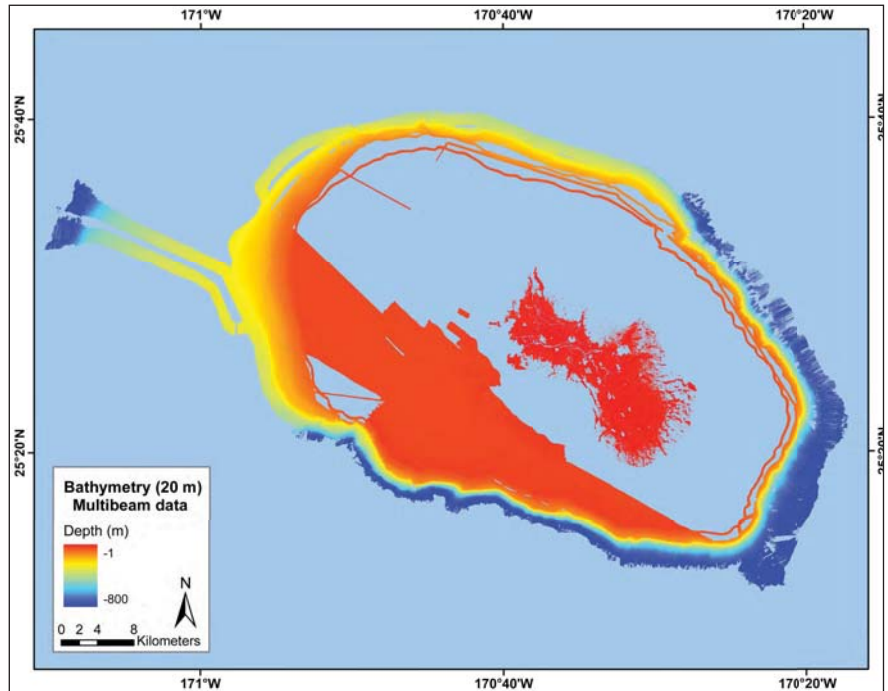 171°W 170°40'W 170°20'W
25°40'N 25°40'N
25°20'N 25°20'N
Bathymetry (20 m)
Multibeam data
Depth (m)
-1
-800
N
0 2 4 8
Kilometers
171°W 170°40'W 170°20'W